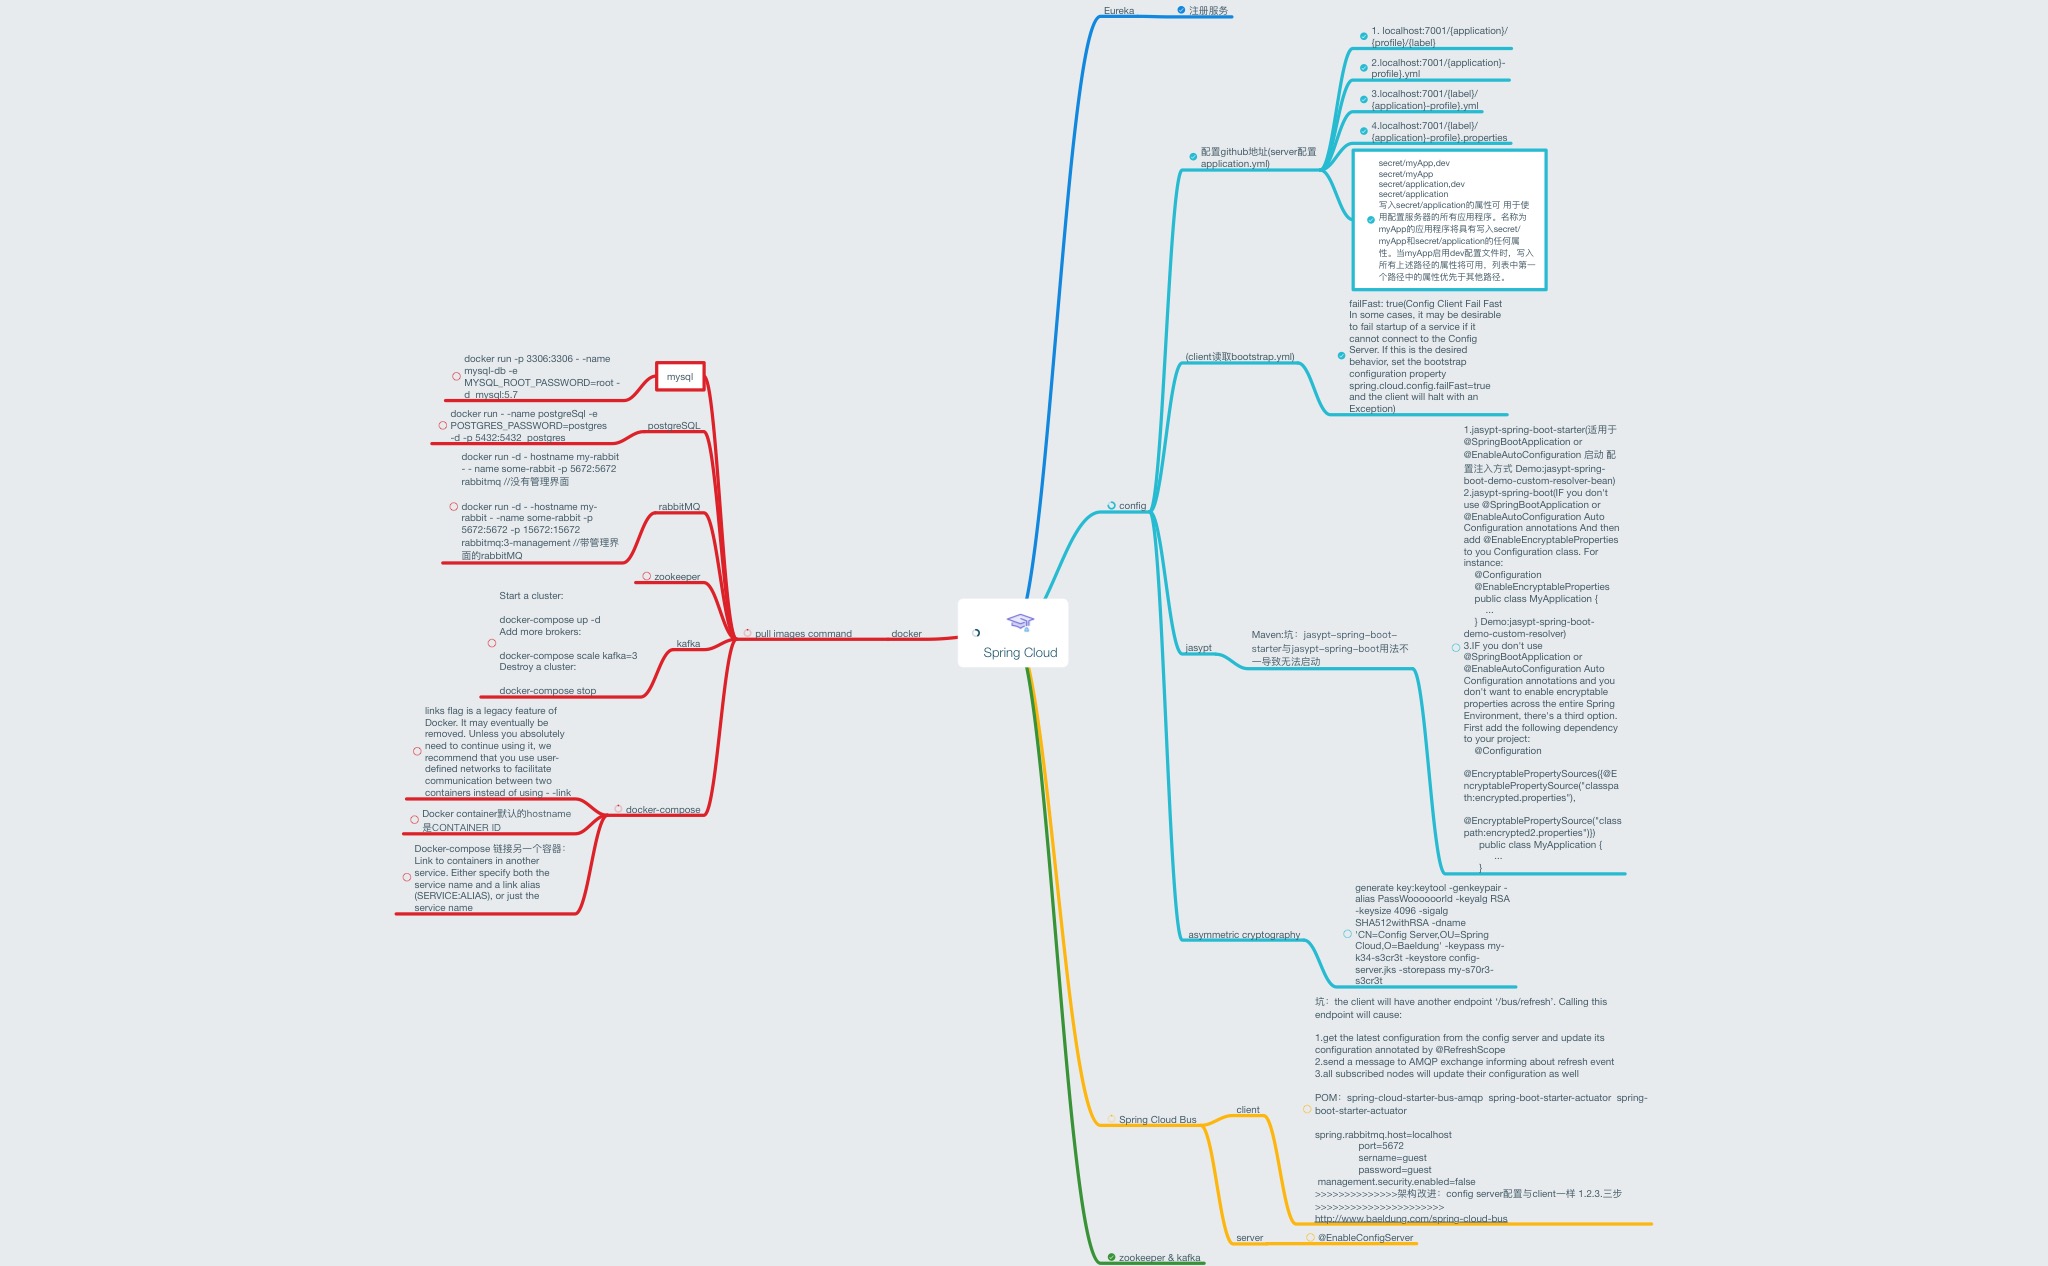 Spring Cloud
Eureka
注册服务
config
配置github地址(server配置
application.yml)
1. localhost:7001/{application}/
{profile}/{label}
2.localhost:7001/{application}-
profile}.yml
3.localhost:7001/{label}/
{application}-profile}.yml
4.localhost:7001/{label}/
{application}-profile}.properties
secret/myApp,dev
secret/myApp
secret/application,dev
secret/application
写入secret/application的属性可 用于使
用配置服务器的所有应用程序。名称为
myApp的应用程序将具有写入secret/
myApp和secret/application的任何属
性。当myApp启用dev配置文件时，写入
所有上述路径的属性将可用，列表中第一
个路径中的属性优先于其他路径。
(client读取bootstrap.yml)
failFast: true(Config Client Fail Fast
In some cases, it may be desirable
to fail startup of a service if it
cannot connect to the Config
Server. If this is the desired
behavior, set the bootstrap
configuration property
spring.cloud.config.failFast=true
and the client will halt with an
Exception)
jasypt
Maven:坑：jasypt-spring-boot-
starter与jasypt-spring-boot用法不
一导致无法启动
1.jasypt-spring-boot-starter(适用于
@SpringBootApplication or
@EnableAutoConfiguration 启动 配
置注入方式 Demo:jasypt-spring-
boot-demo-custom-resolver-bean)
2.jasypt-spring-boot(IF you don't
use @SpringBootApplication or
@EnableAutoConfiguration Auto
Configuration annotations And then
add @EnableEncryptableProperties
to you Configuration class. For
instance:
@Configuration
@EnableEncryptableProperties
public class MyApplication {
...
} Demo:jasypt-spring-boot-
demo-custom-resolver)
3.IF you don't use
@SpringBootApplication or
@EnableAutoConfiguration Auto
Configuration annotations and you
don't want to enable encryptable
properties across the entire Spring
Environment, there's a third option.
First add the following dependency
to your project:
@Configuration
@EncryptablePropertySources({@E
ncryptablePropertySource("classpa
th:encrypted.properties"),
@EncryptablePropertySource("class
path:encrypted2.properties")})
public class MyApplication {
...
}
asymmetric cryptography
generate key:keytool -genkeypair -
alias PassWoooooorld -keyalg RSA
-keysize 4096 -sigalg
SHA512withRSA -dname
'CN=Config Server,OU=Spring
Cloud,O=Baeldung' -keypass my-
k34-s3cr3t -keystore config-
server.jks -storepass my-s70r3-
s3cr3t
Spring Cloud Bus
client
坑：the client will have another endpoint '/bus/refresh'. Calling this
endpoint will cause:
1.get the latest configuration from the config server and update its
configuration annotated by @RefreshScope
2.send a message to AMQP exchange informing about refresh event
3.all subscribed nodes will update their configuration as well
POM：spring-cloud-starter-bus-amqp  spring-boot-starter-actuator  spring-
boot-starter-actuator
spring.rabbitmq.host=localhost
port=5672
sername=guest
password=guest
management.security.enabled=false
>>>>>>>>>>>>>>架构改进：config server配置与client一样 1.2.3.三步
>>>>>>>>>>>>>>>>>>>>>>
http://www.baeldung.com/spring-cloud-bus
server
@EnableConfigServer
zookeeper & kafka
docker
pull images command
mysql
docker run -p 3306:3306 - -name
mysql-db -e
MYSQL_ROOT_PASSWORD=root -
d  mysql:5.7
postgreSQL
docker run - -name postgreSql -e
POSTGRES_PASSWORD=postgres
-d -p 5432:5432  postgres
rabbitMQ
docker run -d - hostname my-rabbit
- - name some-rabbit -p 5672:5672
rabbitmq //没有管理界面
docker run -d - -hostname my-
rabbit - -name some-rabbit -p
5672:5672 -p 15672:15672
rabbitmq:3-management //带管理界
面的rabbitMQ
zookeeper
kafka
Start a cluster:
docker-compose up -d
Add more brokers:
docker-compose scale kafka=3
Destroy a cluster:
docker-compose stop
docker-compose
links flag is a legacy feature of
Docker. It may eventually be
removed. Unless you absolutely
need to continue using it, we
recommend that you use user-
defined networks to facilitate
communication between two
containers instead of using - -link
Docker container默认的hostname
是CONTAINER ID
Docker-compose 链接另一个容器：
Link to containers in another
service. Either specify both the
service name and a link alias
(SERVICE:ALIAS), or just the
service name